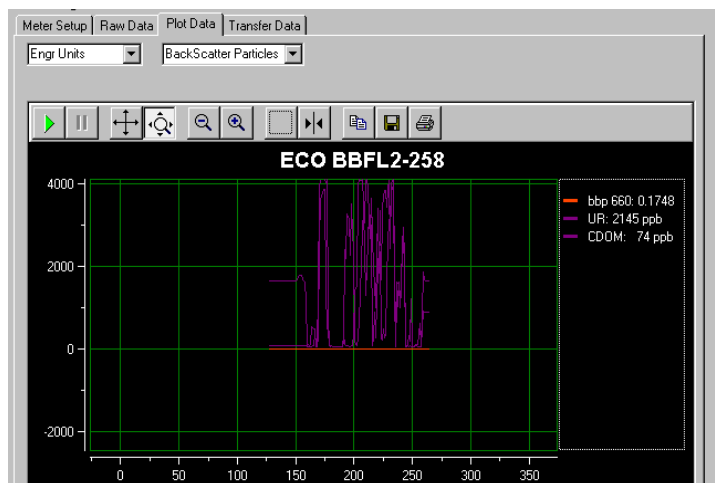 Meter Setup Raw Data Plot Data Transfer Data
Engr Units BackScatter Particles
ECO BBFL2-258
4000
2000
0
-2000
0 50 100 150 200 250 300 350
bbp 660: 0.1748
UR: 2145 ppb
CDOM: 74 ppb